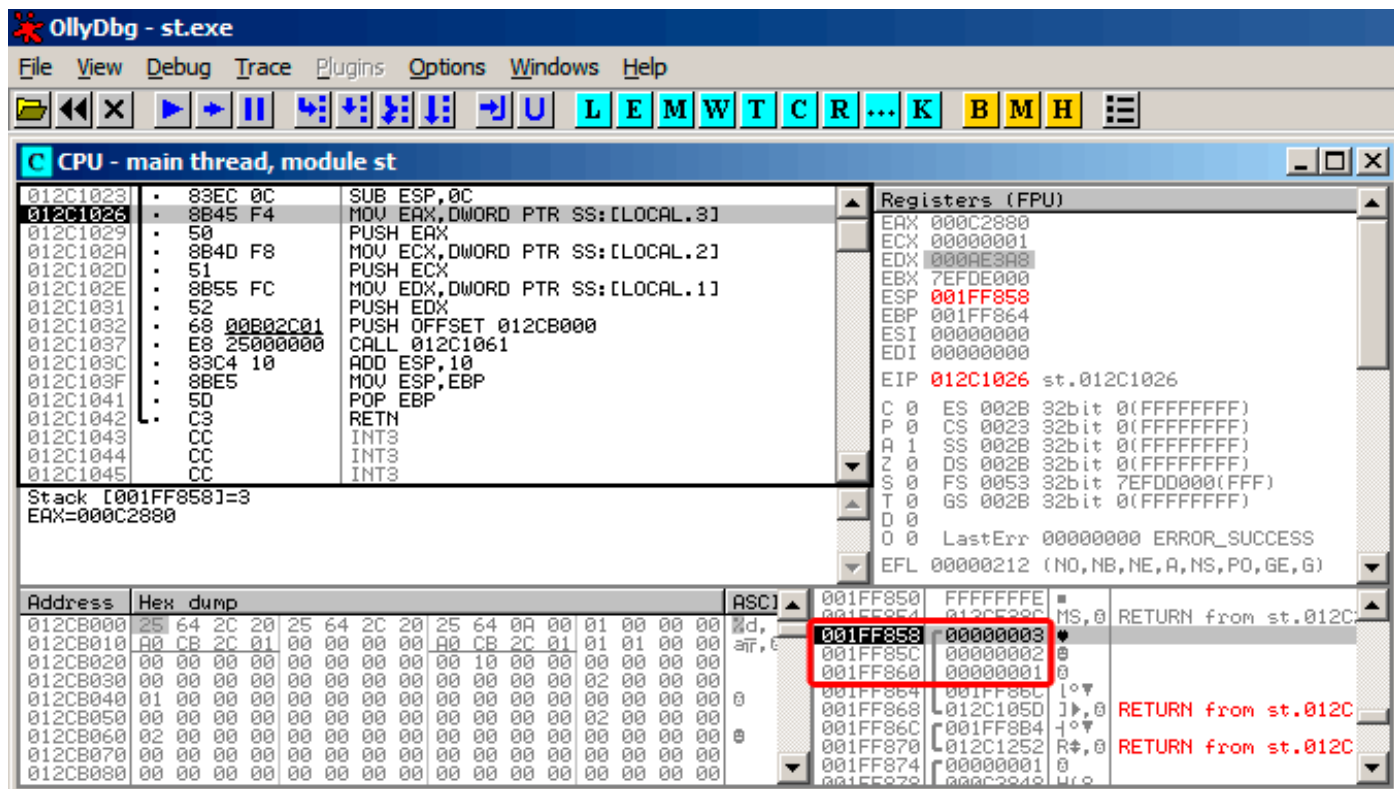 OllyDbg - st.exe
File View Debug Trace Plugins Options Windows Help
L E M W T C R ... K B M H
C CPU - main thread, module st
012C1023 · 83EC 0C SUB ESP,0C
012C1026 · 8B45 F4 MOV EAX,DWORD PTR SS:[LOCAL.3]
012C1029 · 50 PUSH EAX
012C102A · 8B4D F8 MOV ECX,DWORD PTR SS:[LOCAL.2]
012C102D · 51 PUSH ECX
012C102E · 8B55 FC MOV EDX,DWORD PTR SS:[LOCAL.1]
012C1031 · 52 PUSH EDX
012C1032 · 68 00B02C01 PUSH OFFSET 012CB000
012C1037 · E8 25000000 CALL 012C1061
012C103C · 83C4 10 ADD ESP,10
012C103F · 8BE5 MOV ESP,EBP
012C1041 · 5D POP EBP
012C1042 · C3 RETN
012C1043 CC INT3
012C1044 CC INT3
012C1045 CC INT3
Stack [001FF858]=3
EAX=000C2880
Registers (FPU)
EAX 000C2880
ECX 00000001
EDX 000AE3A8
EBX 7EFDE000
ESP 001FF858
EBP 001FF864
ESI 00000000
EDI 00000000
EIP 012C1026 st.012C1026
C 0 ES 002B 32bit 0(FFFFFFFF)
P 0 CS 0023 32bit 0(FFFFFFFF)
A 1 SS 002B 32bit 0(FFFFFFFF)
Z 0 DS 002B 32bit 0(FFFFFFFF)
S 0 FS 0053 32bit 7EFDD000(FFF)
T 0 GS 002B 32bit 0(FFFFFFFF)
D 0
O 0 LastErr 00000000 ERROR_SUCCESS
EFL 00000212 (NO,NB,NE,A,NS,PO,GE,G)
Address Hex dump ASCI
012CB000 25 64 2C 20 25 64 2C 20 25 64 0A 00 01 00 00 00 %d,
012CB010 A0 CB 2C 01 00 00 00 00 A0 CB 2C 01 01 01 00 00
012CB020 00 00 00 00 00 00 00 00 00 10 00 00 00 00 00 00
012CB030 00 00 00 00 00 00 00 00 00 00 00 00 02 00 00 00
012CB040 01 00 00 00 00 00 00 00 00 00 00 00 00 00 00 00
012CB050 00 00 00 00 00 00 00 00 00 00 00 00 02 00 00 00
012CB060 02 00 00 00 00 00 00 00 00 00 00 00 00 00 00 00
012CB070 00 00 00 00 00 00 00 00 00 00 00 00 00 00 00 00
012CB080 00 00 00 00 00 00 00 00 00 00 00 00 00 00 00 00
001FF850 FFFFFFFE
RETURN from st.012C
001FF858 00000003
001FF85C 00000002
001FF860 00000001
001FF864 001FF86C
001FF868 012C105D RETURN from st.012C
001FF86C 001FF8B4
001FF870 012C1252 RETURN from st.012C
001FF874 00000001